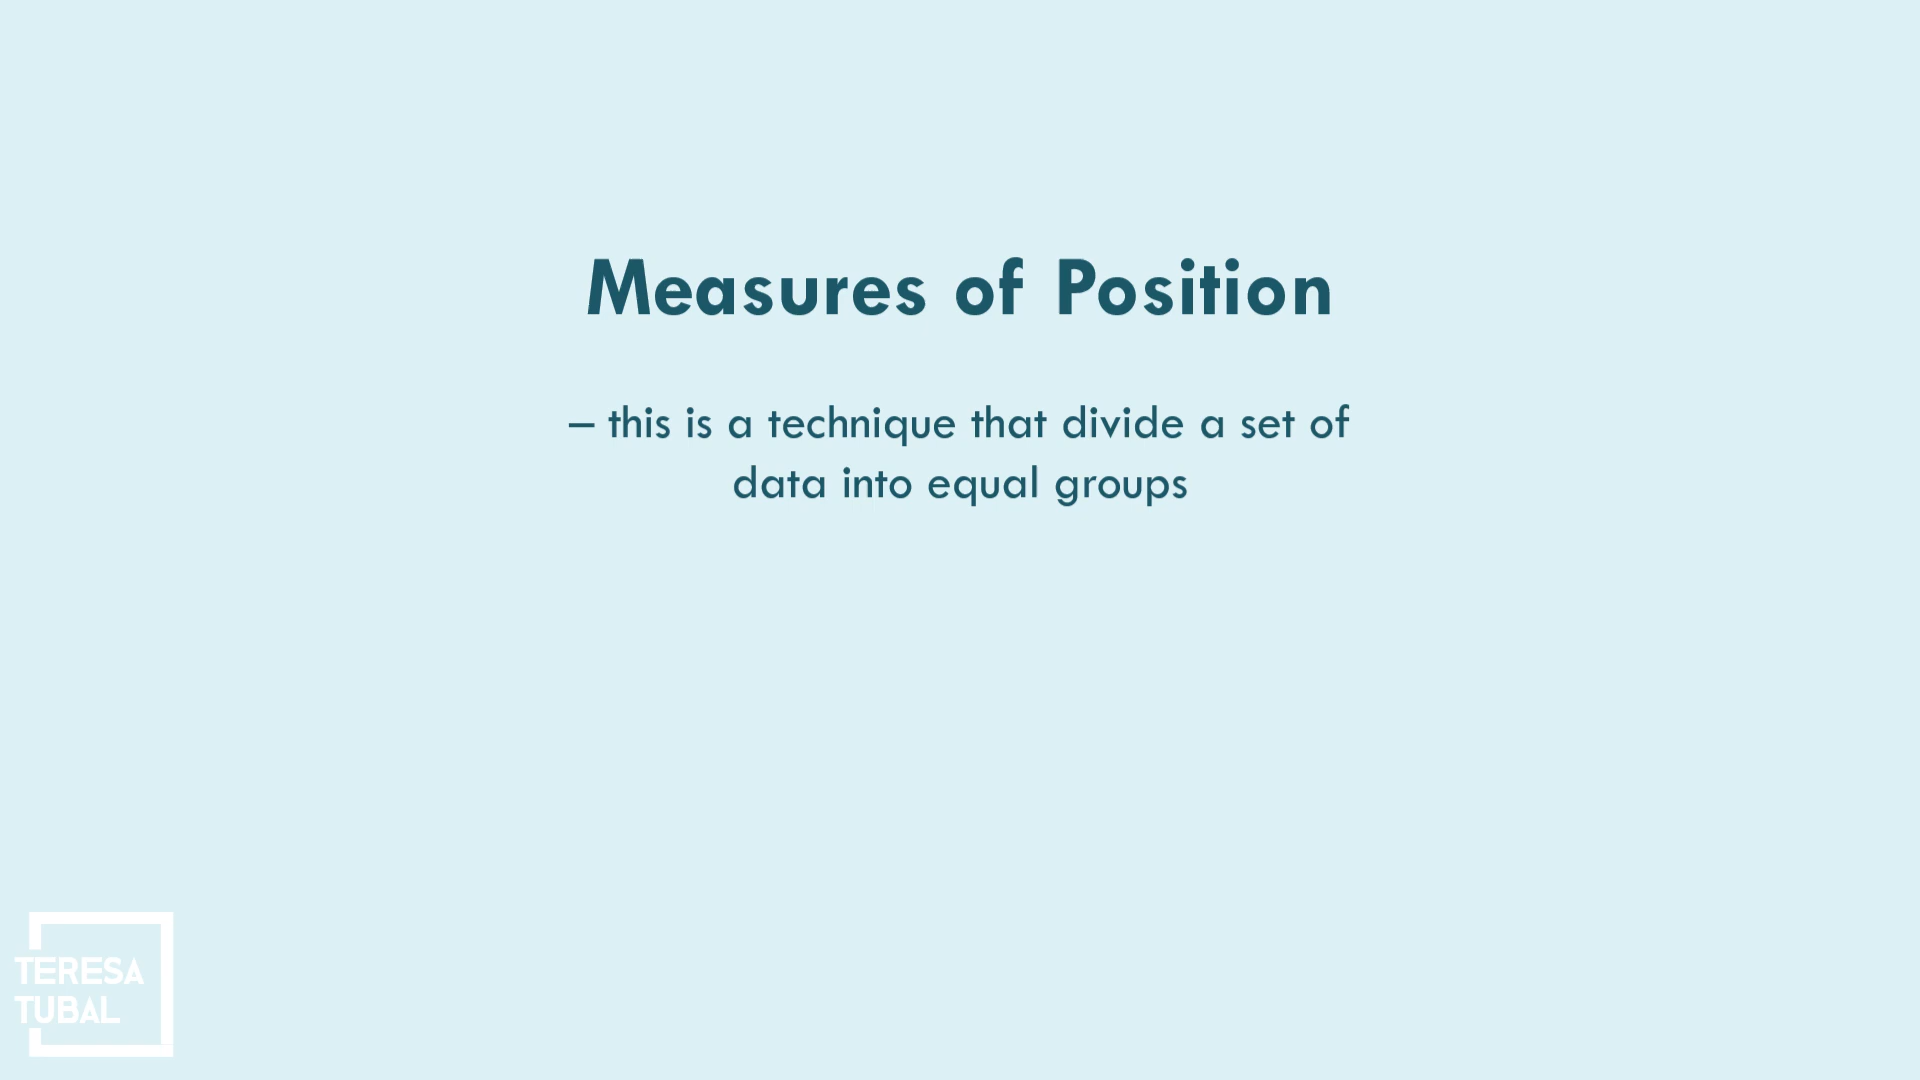 Measures of Position
– this is a technique that divide a set of
data into equal groups
TERESA
TUBAL